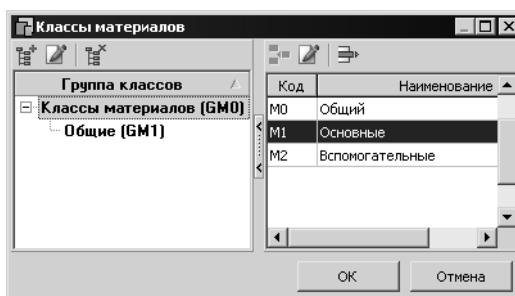 Классы материалов
Группа классов
Классы материалов (GM0)
Общие (GM1)
Код Наименование
M0 Общий
M1 Основные
M2 Вспомогательные
OK Отмена